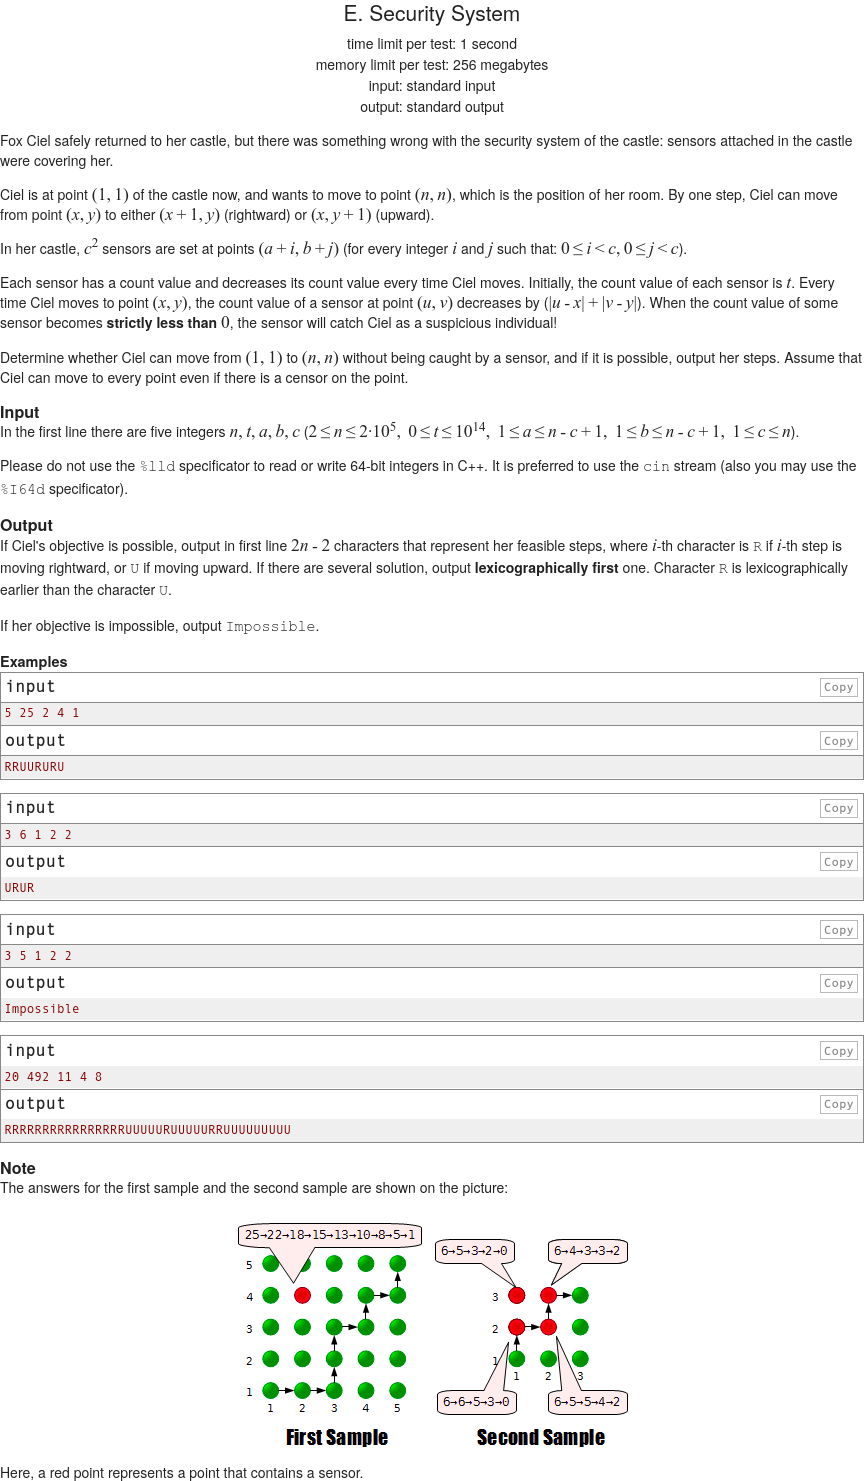 E. Security System
time limit per test: 1 second
memory limit per test: 256 megabytes
input: standard input
output: standard output
Fox Ciel safely returned to her castle, but there was something wrong with the security system of the castle: sensors attached in the castle
were covering her.
Ciel is at point (1, 1) of the castle now, and wants to move to point (n, n), which is the position of her room. By one step, Ciel can move
from point (x, y) to either (x + 1, y) (rightward) or (x, y + 1) (upward).
In her castle, c² sensors are set at points (a + i, b + j) (for every integer i and j such that: 0 ≤ i < c, 0 ≤ j < c).
Each sensor has a count value and decreases its count value every time Ciel moves. Initially, the count value of each sensor is t. Every
time Ciel moves to point (x, y), the count value of a sensor at point (u, v) decreases by (|u - x| + |v - y|). When the count value of some
sensor becomes strictly less than 0, the sensor will catch Ciel as a suspicious individual!
Determine whether Ciel can move from (1, 1) to (n, n) without being caught by a sensor, and if it is possible, output her steps. Assume that
Ciel can move to every point even if there is a censor on the point.
Input
In the first line there are five integers n, t, a, b, c (2 ≤ n ≤ 2·10⁵, 0 ≤ t ≤ 10¹⁴, 1 ≤ a ≤ n - c + 1, 1 ≤ b ≤ n - c + 1, 1 ≤ c ≤ n).
Please do not use the %lld specificator to read or write 64-bit integers in C++. It is preferred to use the cin stream (also you may use the
%I64d specificator).
Output
If Ciel's objective is possible, output in first line 2n - 2 characters that represent her feasible steps, where i-th character is R if i-th step is
moving rightward, or U if moving upward. If there are several solution, output lexicographically first one. Character R is lexicographically
earlier than the character U.
If her objective is impossible, output Impossible.
Examples
input Copy
5 25 2 4 1
output Copy
RRUURURU
input Copy
3 6 1 2 2
output Copy
URUR
input Copy
3 5 1 2 2
output Copy
Impossible
input Copy
20 492 11 4 8
output Copy
RRRRRRRRRRRRRRRRUUUUURUUUUURRUUUUUUUUU
Note
The answers for the first sample and the second sample are shown on the picture:
25→22→18→15→13→10→8→5→1
5
4
3
2
1
1 2 3 4 5
First Sample
6→5→3→2→0
6→4→3→3→2
3
2
1
1 2 3
6→6→5→3→0
6→5→5→4→2
Second Sample
Here, a red point represents a point that contains a sensor.